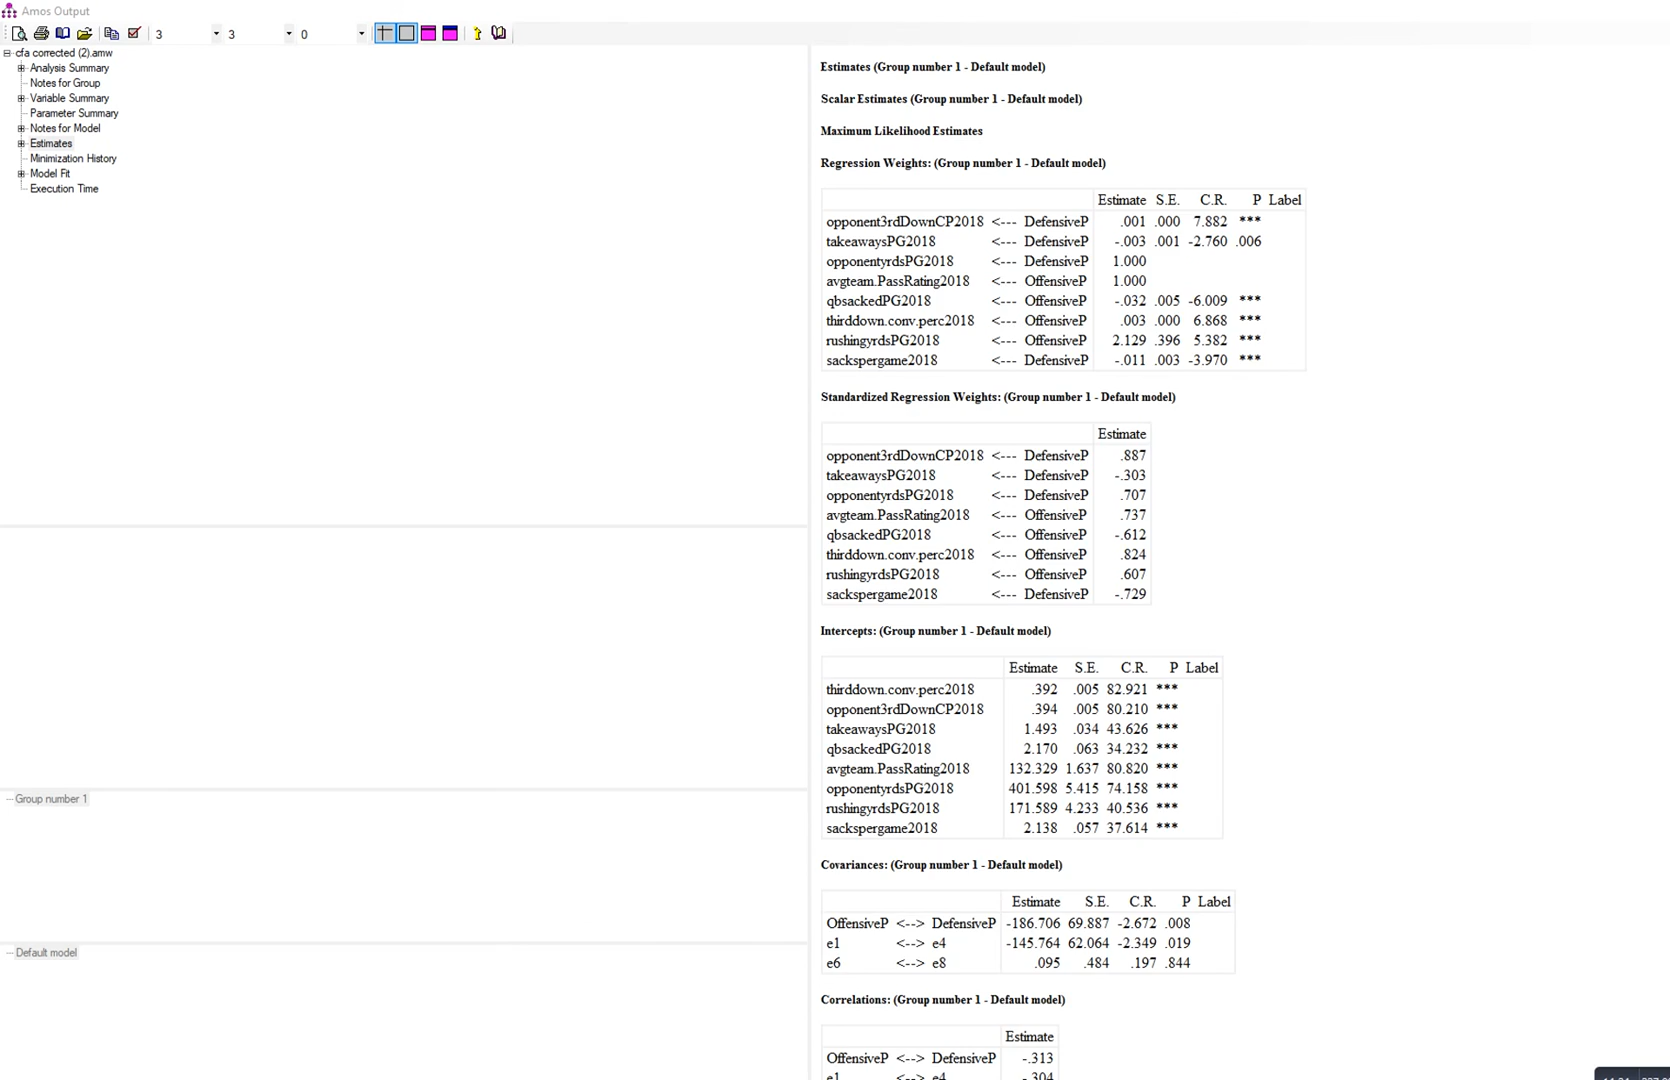 Amos Output
3 3 0
cfa corrected (2).amw
Analysis Summary
Notes for Group
Variable Summary
Parameter Summary
Notes for Model
Estimates
Minimization History
Model Fit
Execution Time
Group number 1
Default model
Estimates (Group number 1 - Default model)
Scalar Estimates (Group number 1 - Default model)
Maximum Likelihood Estimates
Regression Weights: (Group number 1 - Default model)
Estimate S.E. C.R. P Label
opponent3rdDownCP2018 <--- DefensiveP .001 .000 7.882 ***
takeawaysPG2018 <--- DefensiveP -.003 .001 -2.760 .006
opponentyrdsPG2018 <--- DefensiveP 1.000
avgteam.PassRating2018 <--- OffensiveP 1.000
qbsackedPG2018 <--- OffensiveP -.032 .005 -6.009 ***
thirddown.conv.perc2018 <--- OffensiveP .003 .000 6.868 ***
rushingyrdsPG2018 <--- OffensiveP 2.129 .396 5.382 ***
sackspergame2018 <--- DefensiveP -.011 .003 -3.970 ***
Standardized Regression Weights: (Group number 1 - Default model)
Estimate
opponent3rdDownCP2018 <--- DefensiveP .887
takeawaysPG2018 <--- DefensiveP -.303
opponentyrdsPG2018 <--- DefensiveP .707
avgteam.PassRating2018 <--- OffensiveP .737
qbsackedPG2018 <--- OffensiveP -.612
thirddown.conv.perc2018 <--- OffensiveP .824
rushingyrdsPG2018 <--- OffensiveP .607
sackspergame2018 <--- DefensiveP -.729
Intercepts: (Group number 1 - Default model)
Estimate S.E. C.R. P Label
thirddown.conv.perc2018 .392 .005 82.921 ***
opponent3rdDownCP2018 .394 .005 80.210 ***
takeawaysPG2018 1.493 .034 43.626 ***
qbsackedPG2018 2.170 .063 34.232 ***
avgteam.PassRating2018 132.329 1.637 80.820 ***
opponentyrdsPG2018 401.598 5.415 74.158 ***
rushingyrdsPG2018 171.589 4.233 40.536 ***
sackspergame2018 2.138 .057 37.614 ***
Covariances: (Group number 1 - Default model)
Estimate S.E. C.R. P Label
OffensiveP <--> DefensiveP -186.706 69.887 -2.672 .008
e1 <--> e4 -145.764 62.064 -2.349 .019
e6 <--> e8 .095 .484 .197 .844
Correlations: (Group number 1 - Default model)
Estimate
OffensiveP <--> DefensiveP -.313
e1 <--> e4 -.304